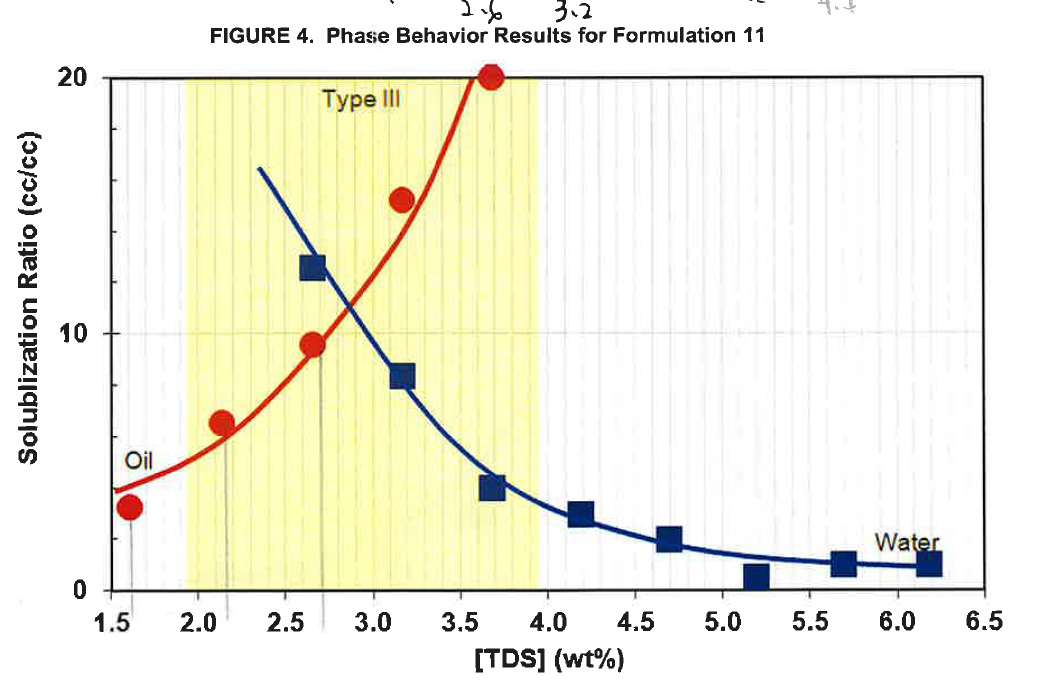 2.6 3.2
FIGURE 4. Phase Behavior Results for Formulation 11
20
Type III
Solublization Ratio (cc/cc)
10
Oil
Water
0
1.5 2.0 2.5 3.0 3.5 4.0 4.5 5.0 5.5 6.0 6.5
[TDS] (wt%)